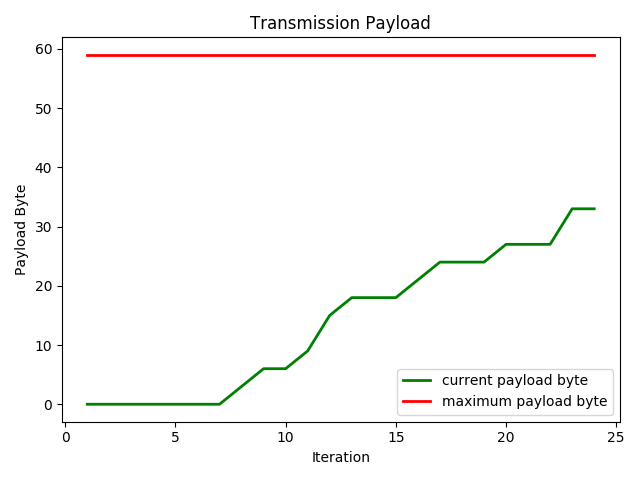 Transmission Payload
60
50
40
30
20
10
0
Payload Byte
current payload byte
maximum payload byte
0 5 10 15 20 25
Iteration